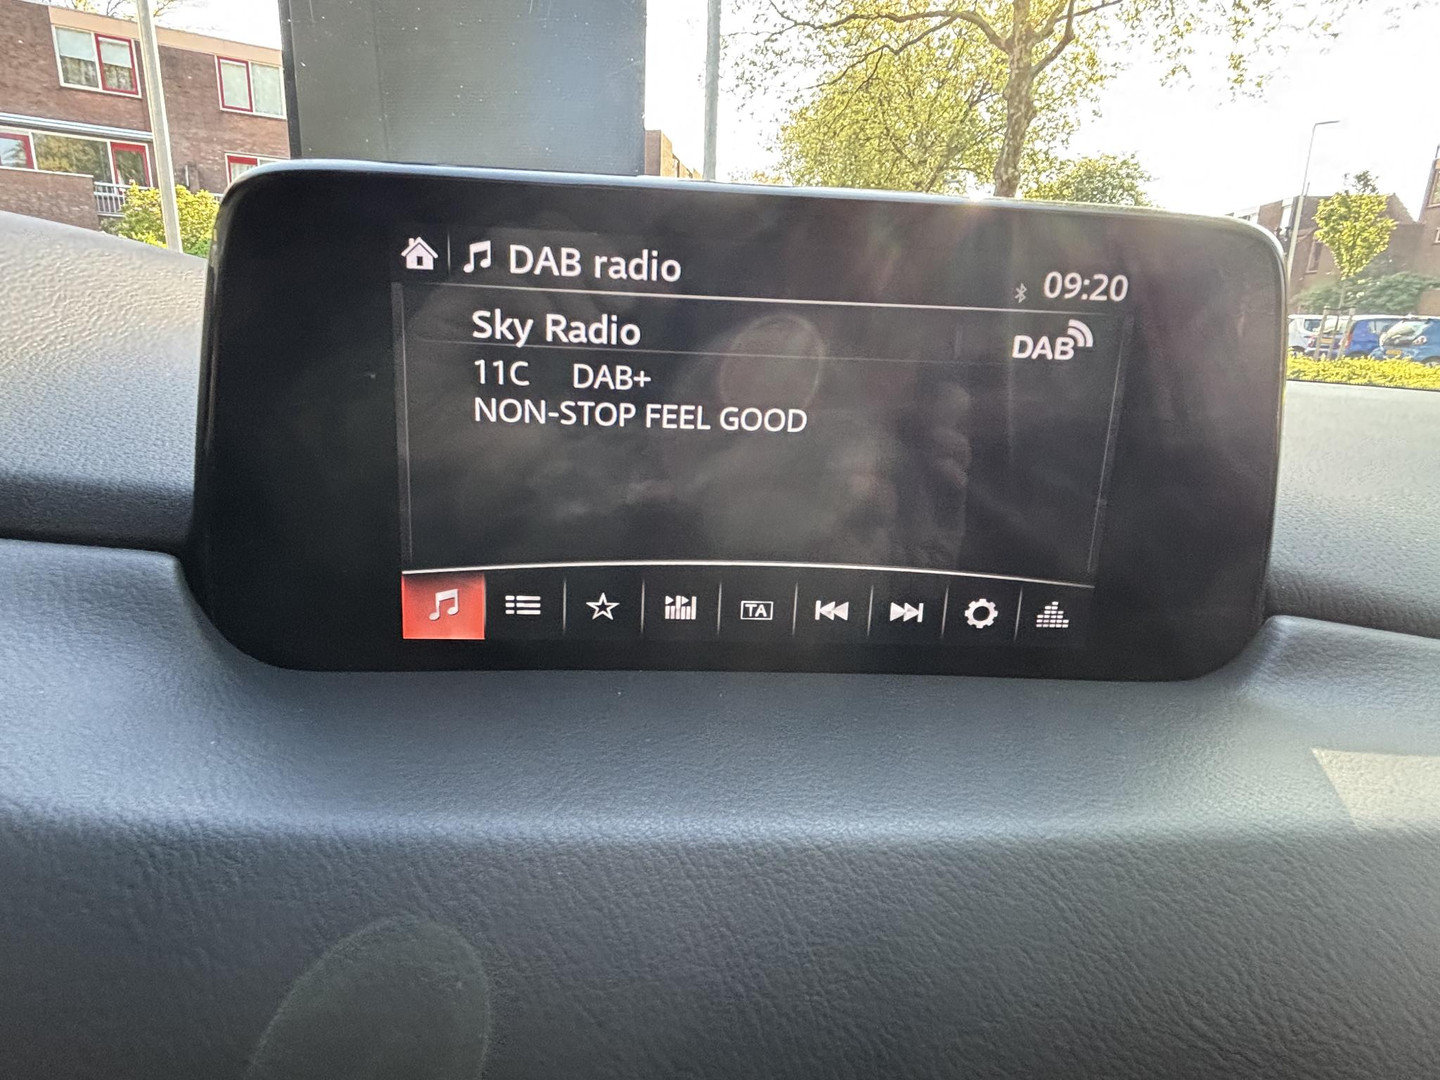 DAB radio
09:20
Sky Radio
DAB
11C DAB+
NON-STOP FEEL GOOD
TA